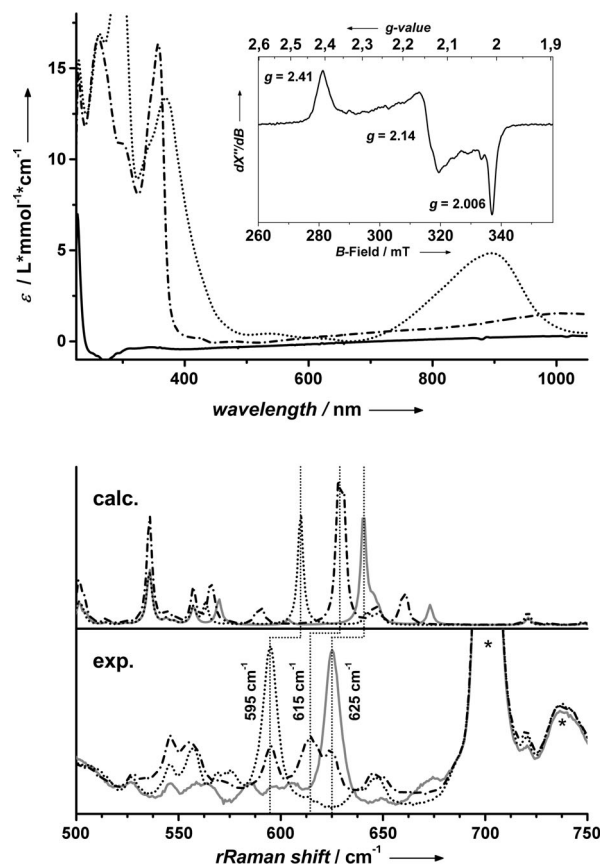 2,6 2,5 2,4 2,3 2,2 2,1 2 1,9
g-value
g = 2.41
g = 2.14
g = 2.006
dX''/dB
260 280 300 320 340
B-Field / mT
15
10
5
0
ε / L*mmol⁻¹*cm⁻¹
400 600 800 1000
wavelength / nm
calc.
exp.
595 cm⁻¹
615 cm⁻¹
625 cm⁻¹
*
*
500 550 600 650 700 750
rRaman shift / cm⁻¹